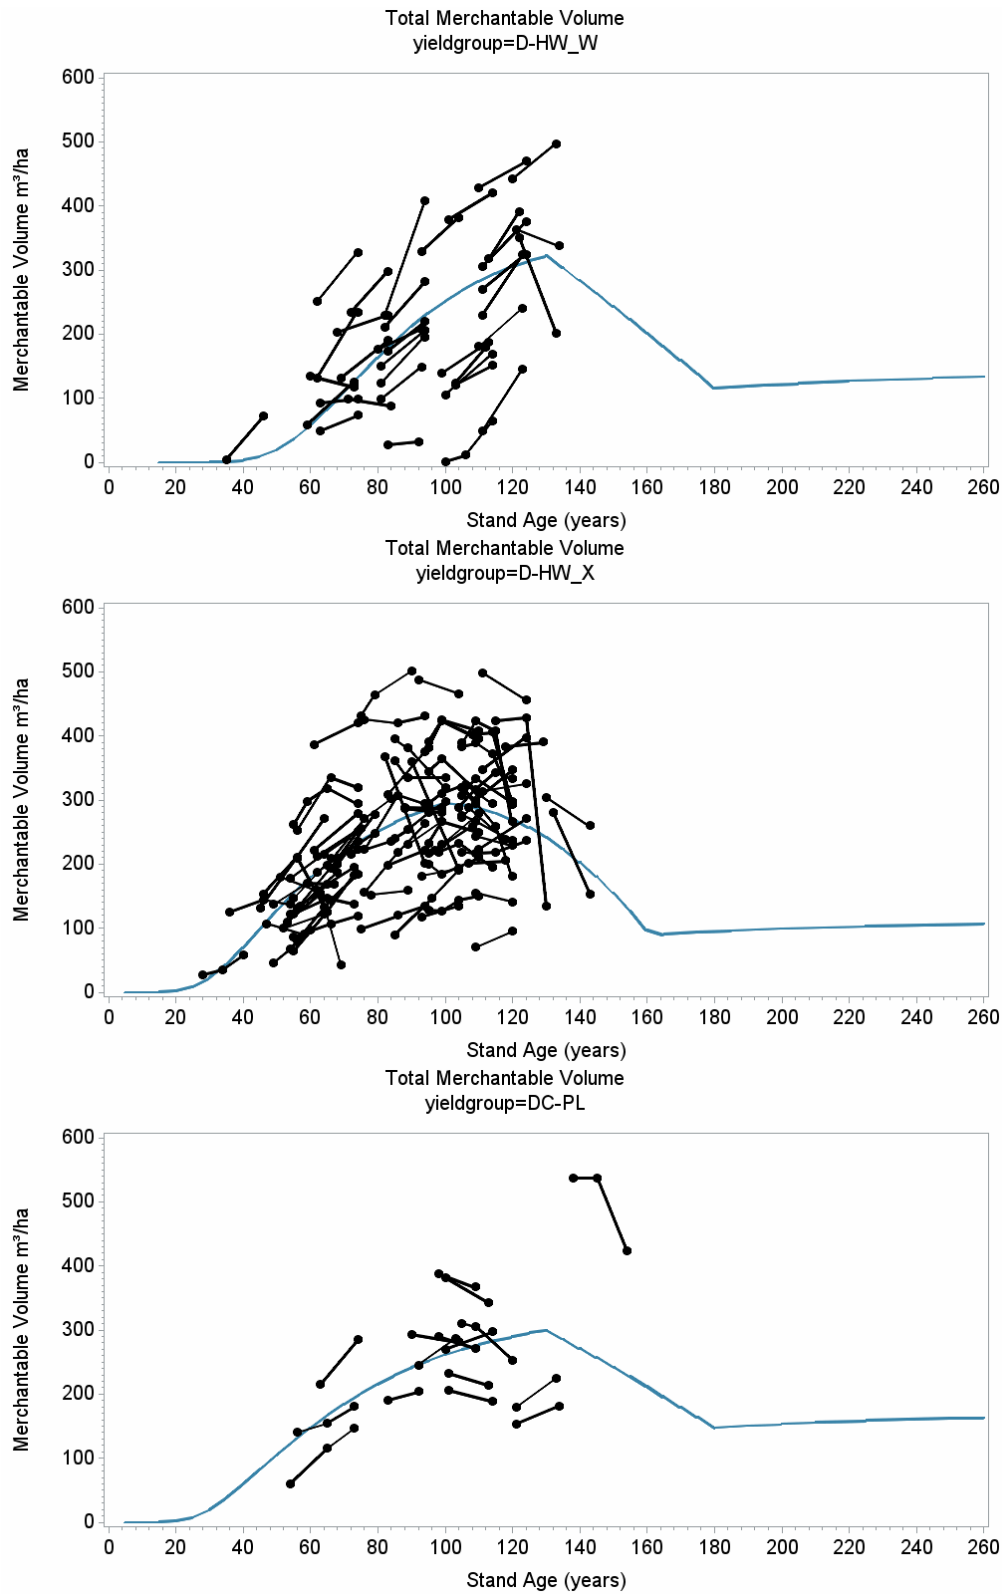 Total Merchantable Volume
yieldgroup=D-HW_W
Merchantable Volume m³/ha
600
500
400
300
200
100
0
0 20 40 60 80 100 120 140 160 180 200 220 240 260
Stand Age (years)
Total Merchantable Volume
yieldgroup=D-HW_X
Merchantable Volume m³/ha
600
500
400
300
200
100
0
0 20 40 60 80 100 120 140 160 180 200 220 240 260
Stand Age (years)
Total Merchantable Volume
yieldgroup=DC-PL
Merchantable Volume m³/ha
600
500
400
300
200
100
0
0 20 40 60 80 100 120 140 160 180 200 220 240 260
Stand Age (years)